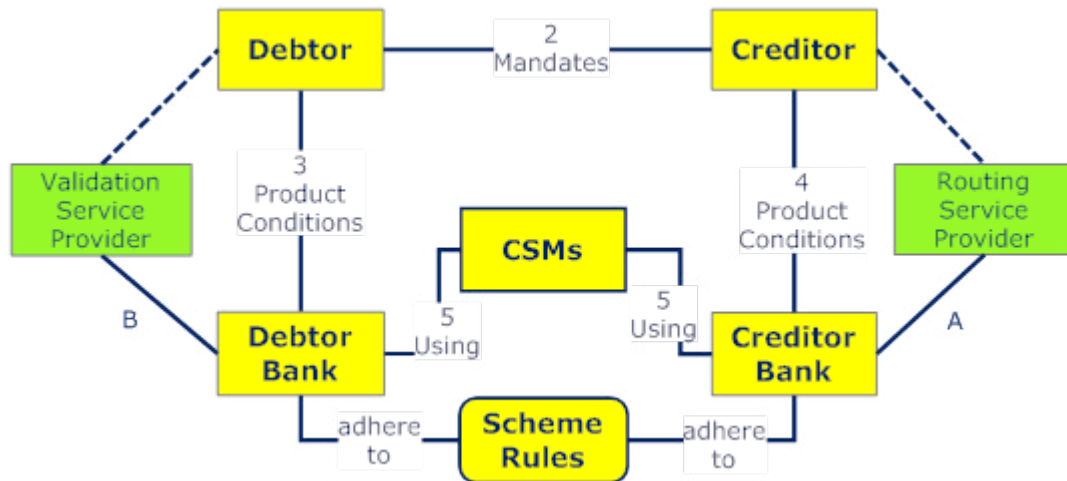 Debtor
2
Mandates
Creditor
Validation
Service
Provider
3
Product
Conditions
4
Product
Conditions
Routing
Service
Provider
CSMs
B
5
Using
5
Using
A
Debtor
Bank
Creditor
Bank
adhere
to
Scheme
Rules
adhere
to